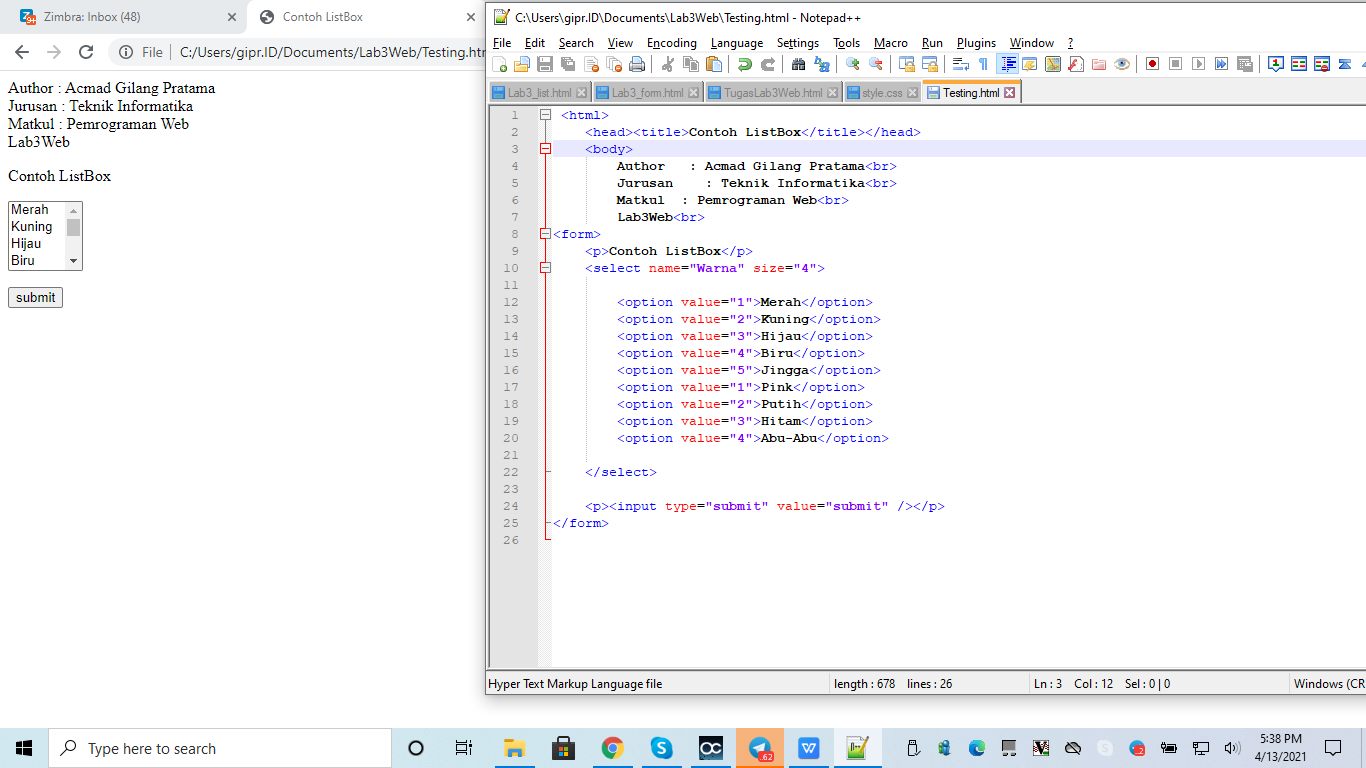 Zimbra: Inbox (48)
Contoh ListBox
File
C:/Users/gipr.ID/Documents/Lab3Web/Testing.htm
Author : Acmad Gilang Pratama
Jurusan : Teknik Informatika
Matkul : Pemrograman Web
Lab3Web
Contoh ListBox
Merah
Kuning
Hijau
Biru
submit
C:\Users\gipr.ID\Documents\Lab3Web\Testing.html - Notepad++
File Edit Search View Encoding Language Settings Tools Macro Run Plugins Window ?
Lab3_list.html Lab3_form.html TugasLab3Web.html style.css Testing.html
1 <html>
2 <head><title>Contoh ListBox</title></head>
3 <body>
4 Author : Acmad Gilang Pratama<br>
5 Jurusan : Teknik Informatika<br>
6 Matkul : Pemrograman Web<br>
7 Lab3Web<br>
8 <form>
9 <p>Contoh ListBox</p>
10 <select name="Warna" size="4">
11
12 <option value="1">Merah</option>
13 <option value="2">Kuning</option>
14 <option value="3">Hijau</option>
15 <option value="4">Biru</option>
16 <option value="5">Jingga</option>
17 <option value="1">Pink</option>
18 <option value="2">Putih</option>
19 <option value="3">Hitam</option>
20 <option value="4">Abu-Abu</option>
21
22 </select>
23
24 <p><input type="submit" value="submit" /></p>
25 </form>
26
Hyper Text Markup Language file length : 678 lines : 26 Ln : 3 Col : 12 Sel : 0 | 0 Windows (CR
Type here to search
OC
.62
..2
5:38 PM
4/13/2021